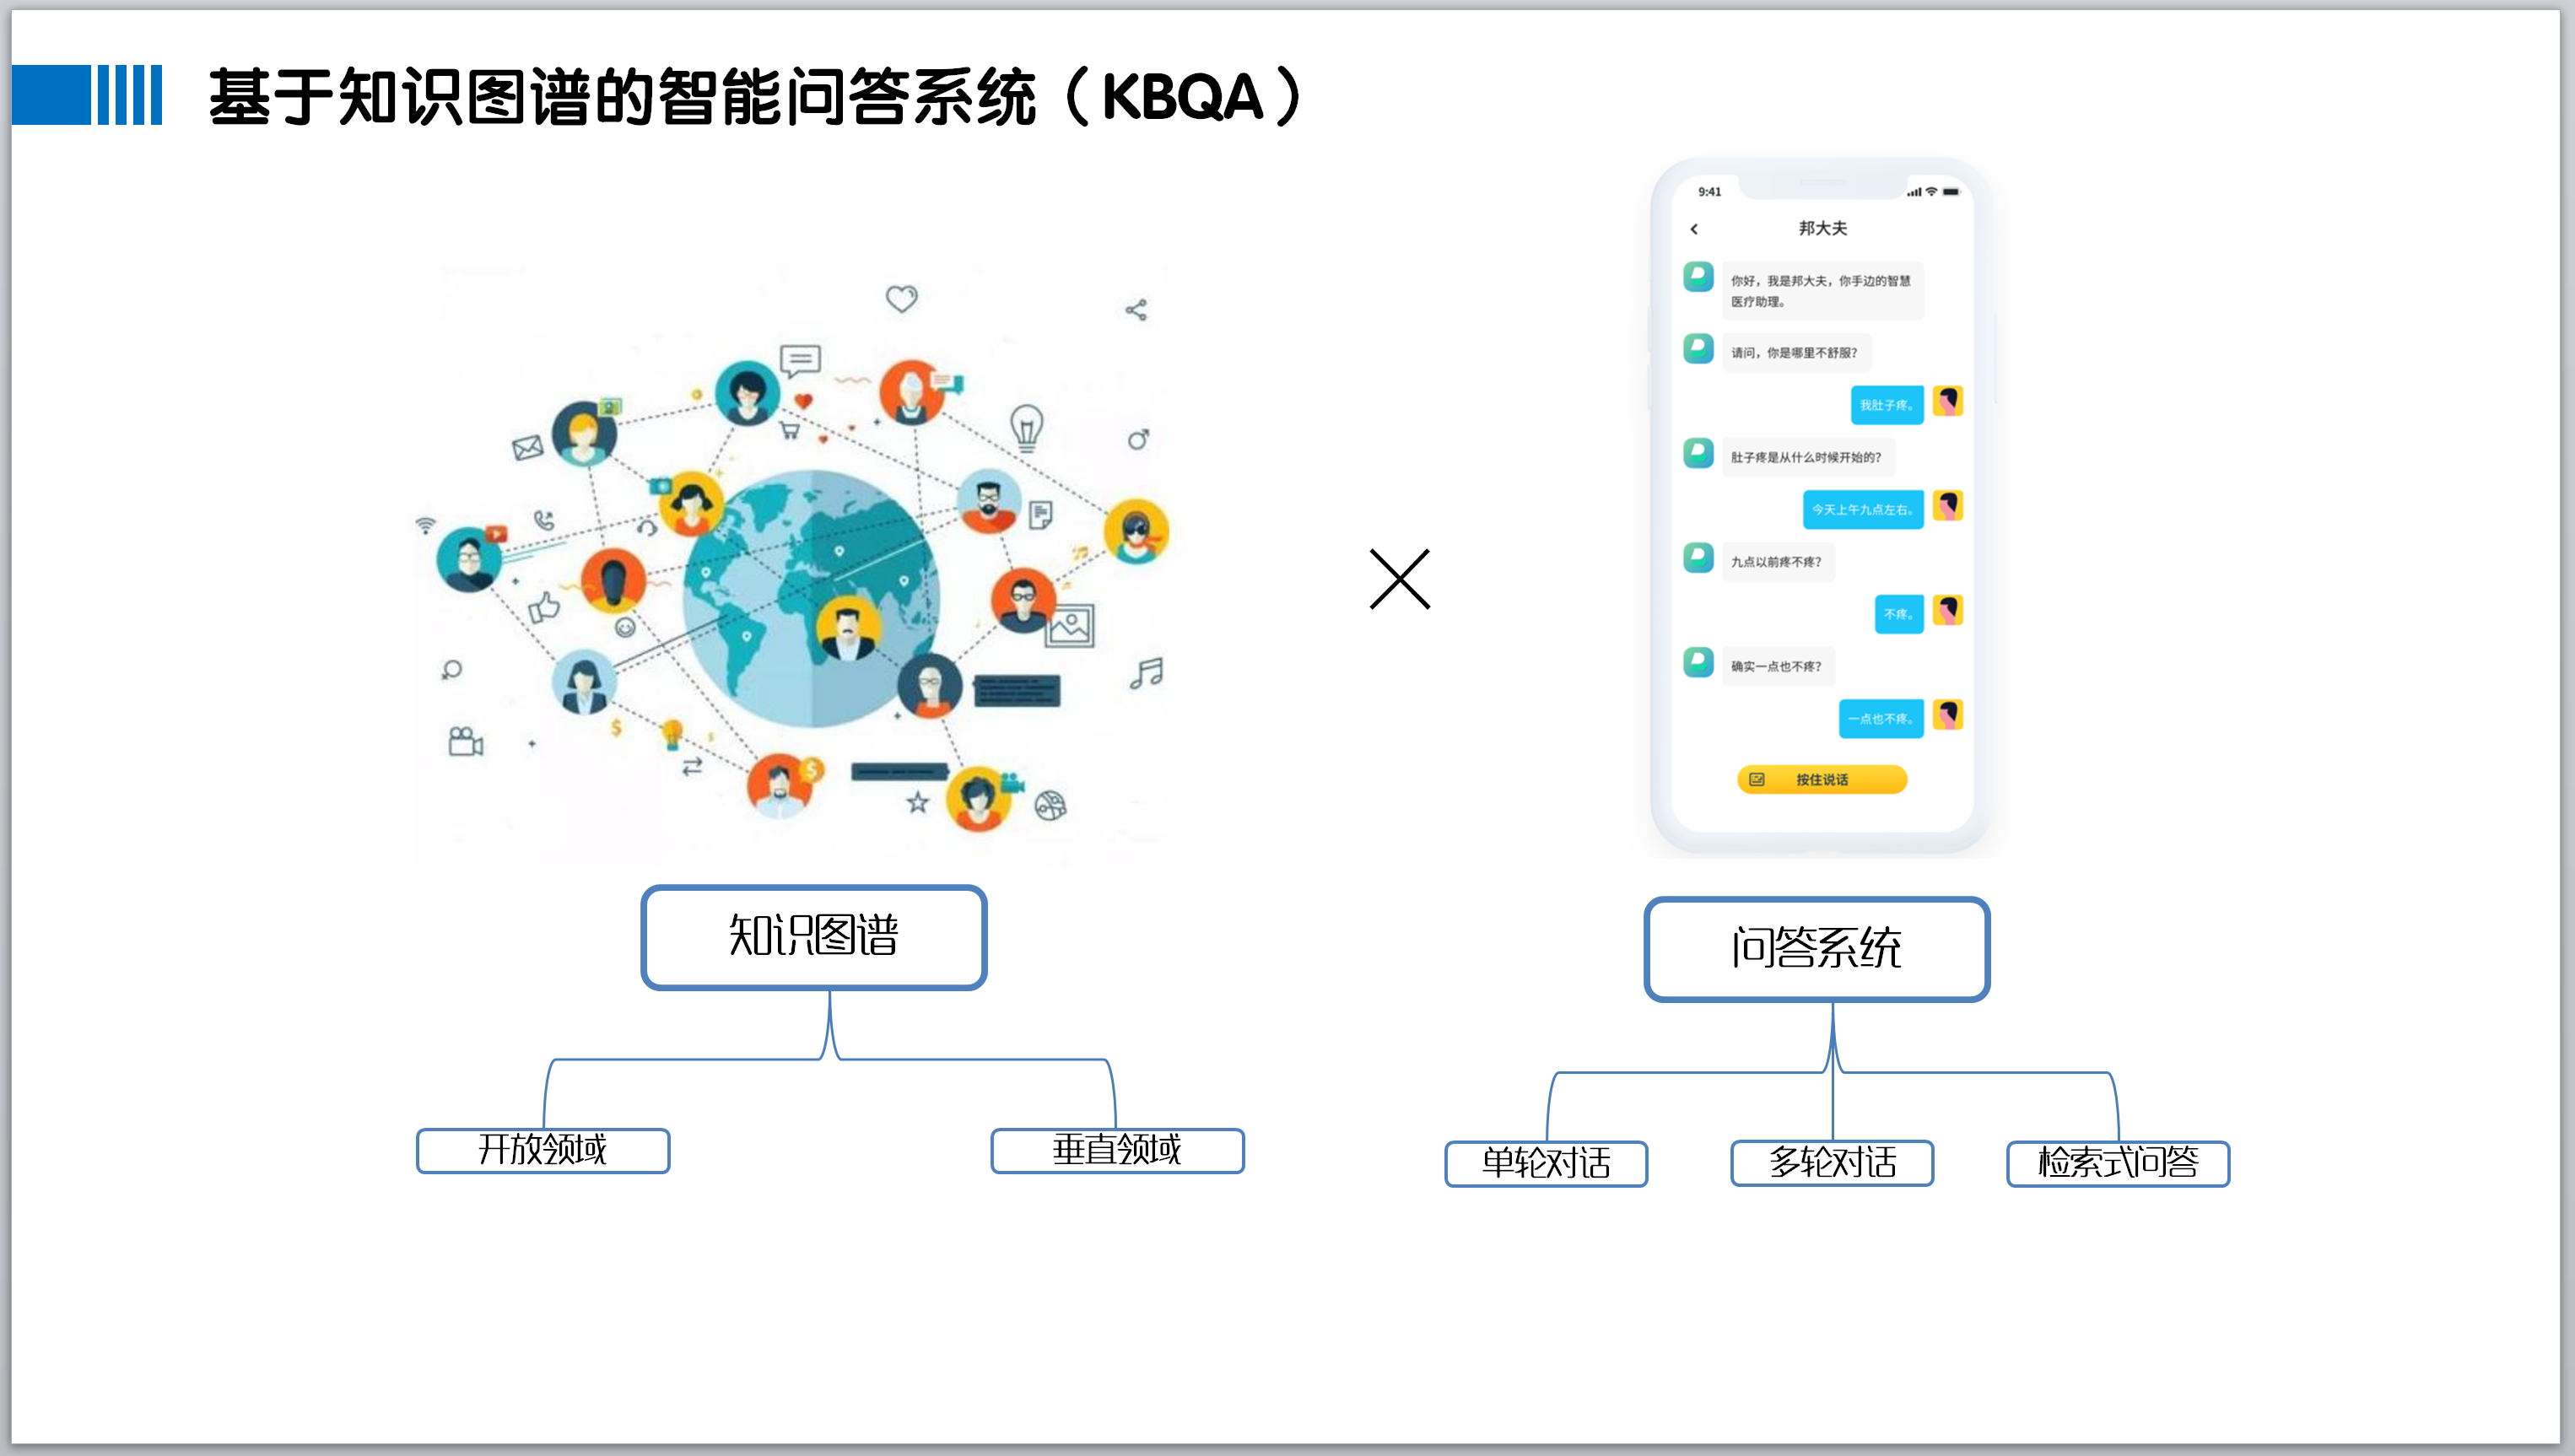 基于知识图谱的智能问答系统（KBQA）
9:41
邦大夫
你好，我是邦大夫，你手边的智慧
医疗助理。
请问，你是哪里不舒服？
我肚子疼。
肚子疼是从什么时候开始的？
今天上午九点左右。
九点以前疼不疼？
不疼。
确实一点也不疼？
一点也不疼。
按住说话
知识图谱
开放领域
垂直领域
问答系统
单轮对话
多轮对话
检索式问答